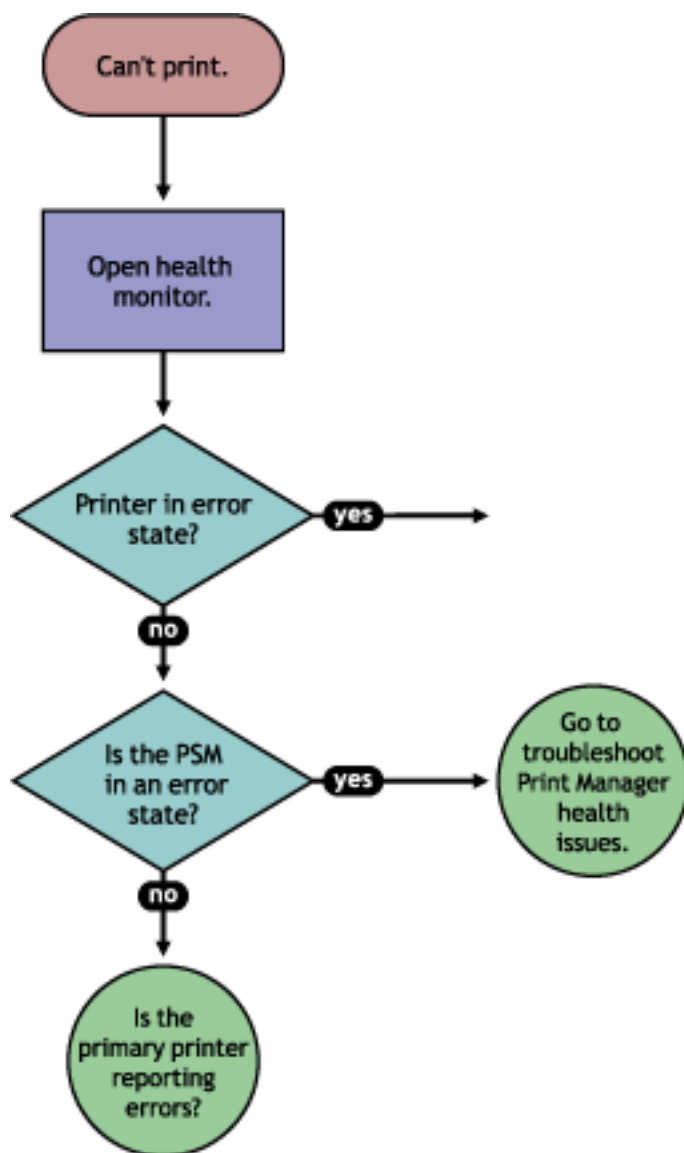 Can't print.
Open health
monitor.
Printer in error
state?
yes
no
Is the PSM
in an error
state?
yes
Go to
troubleshoot
Print Manager
health
issues.
no
Is the
primary printer
reporting
errors?